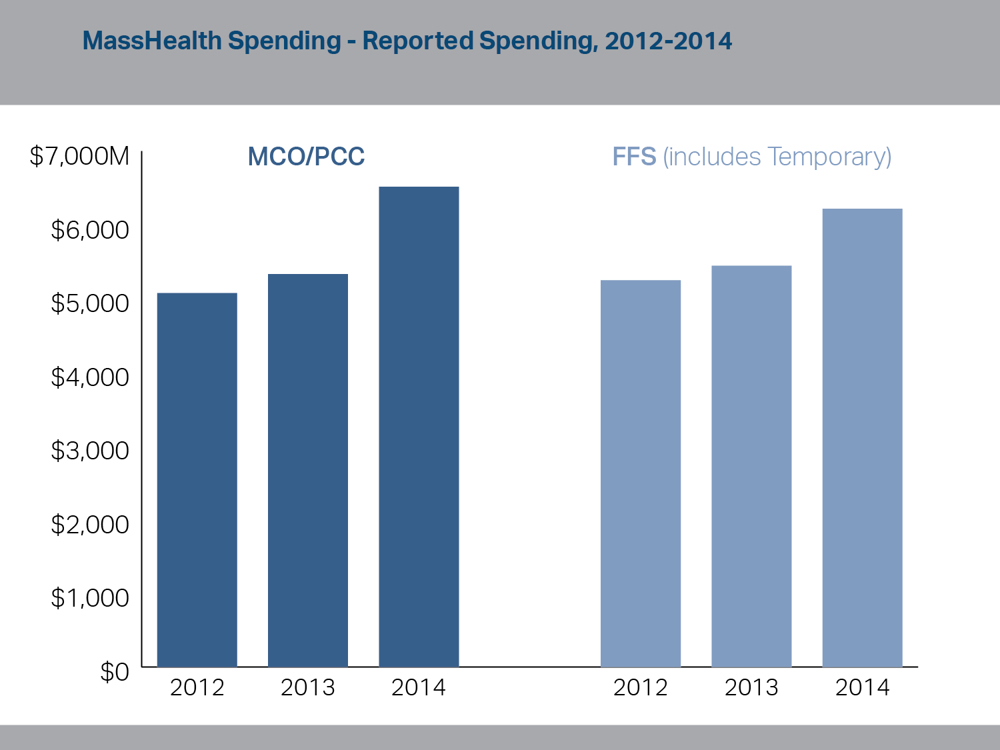 MassHealth Spending - Reported Spending, 2012-2014
MCO/PCC
FFS (includes Temporary)
$7,000M
$6,000
$5,000
$4,000
$3,000
$2,000
$1,000
$0
2012 2013 2014 2012 2013 2014